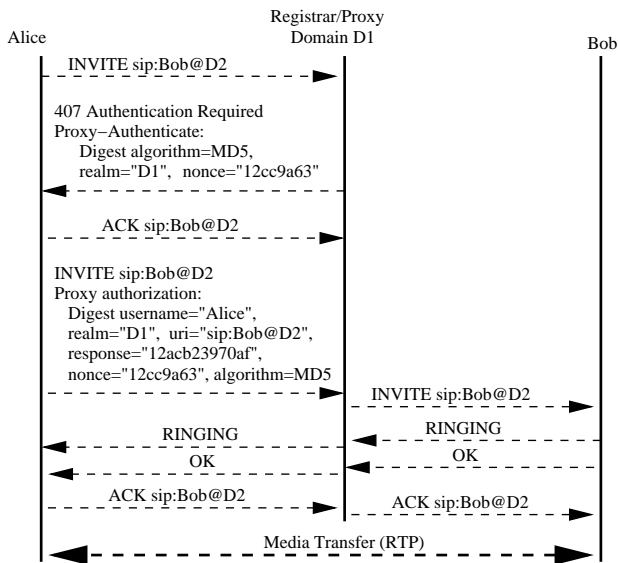 Registrar/Proxy
Alice
Domain D1
Bob
INVITE sip:Bob@D2
407 Authentication Required
Proxy−Authenticate:
Digest algorithm=MD5,
realm="D1", nonce="12cc9a63"
ACK sip:Bob@D2
INVITE sip:Bob@D2
Proxy authorization:
Digest username="Alice",
realm="D1", uri="sip:Bob@D2",
response="12acb23970af",
nonce="12cc9a63", algorithm=MD5
INVITE sip:Bob@D2
RINGING
RINGING
OK
OK
ACK sip:Bob@D2
ACK sip:Bob@D2
Media Transfer (RTP)